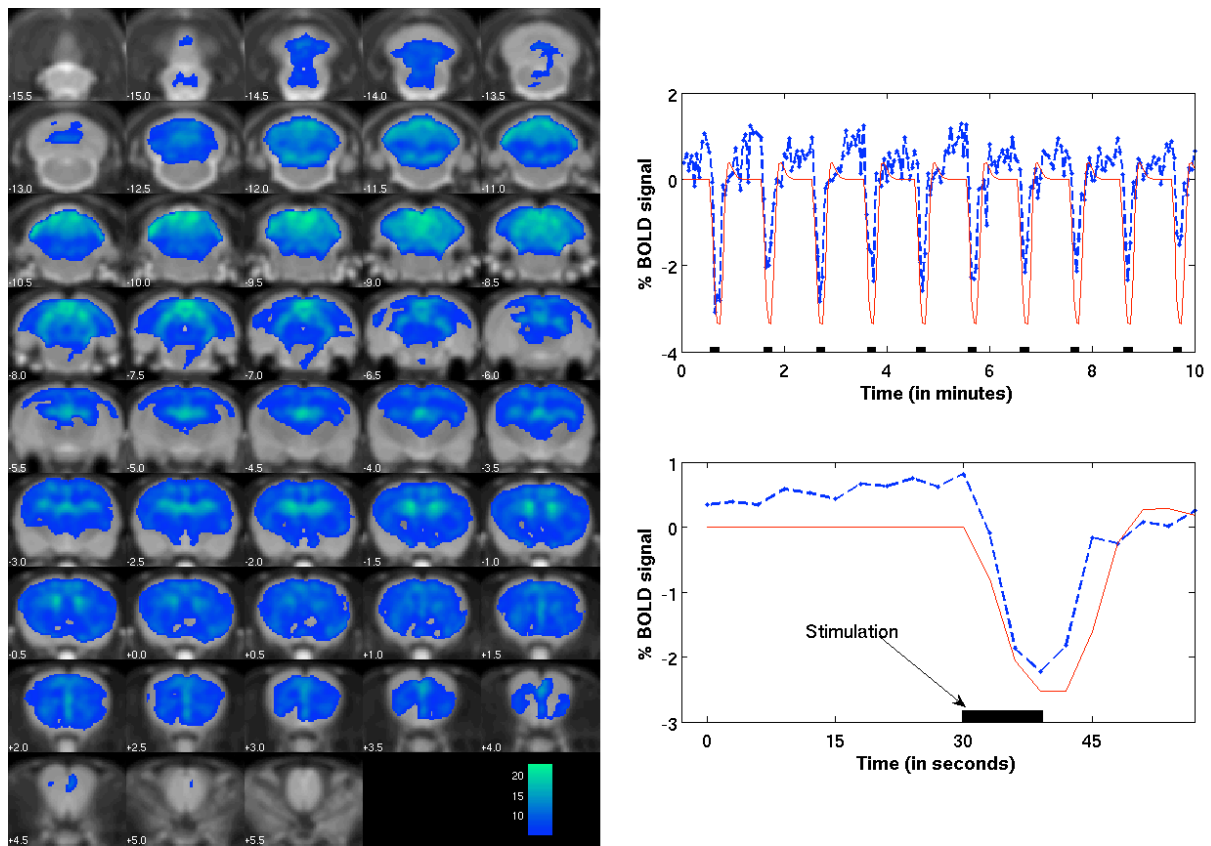 -15.5 -15.0 -14.5 -14.0 -13.5
-13.0 -12.5 -12.0 -11.5 -11.0
-10.5 -10.0 -9.5 -9.0 -8.5
-8.0 -7.5 -7.0 -6.5 -6.0
-5.5 -5.0 -4.5 -4.0 -3.5
-3.0 -2.5 -2.0 -1.5 -1.0
-0.5 +0.0 +0.5 +1.0 +1.5
+2.0 +2.5 +3.0 +3.5 +4.0
+4.5 +5.0 +5.5
20
15
10
% BOLD signal
2
0
-2
-4
0 2 4 6 8 10
Time (in minutes)
% BOLD signal
1
0
-1
-2
-3
Stimulation
0 15 30 45
Time (in seconds)